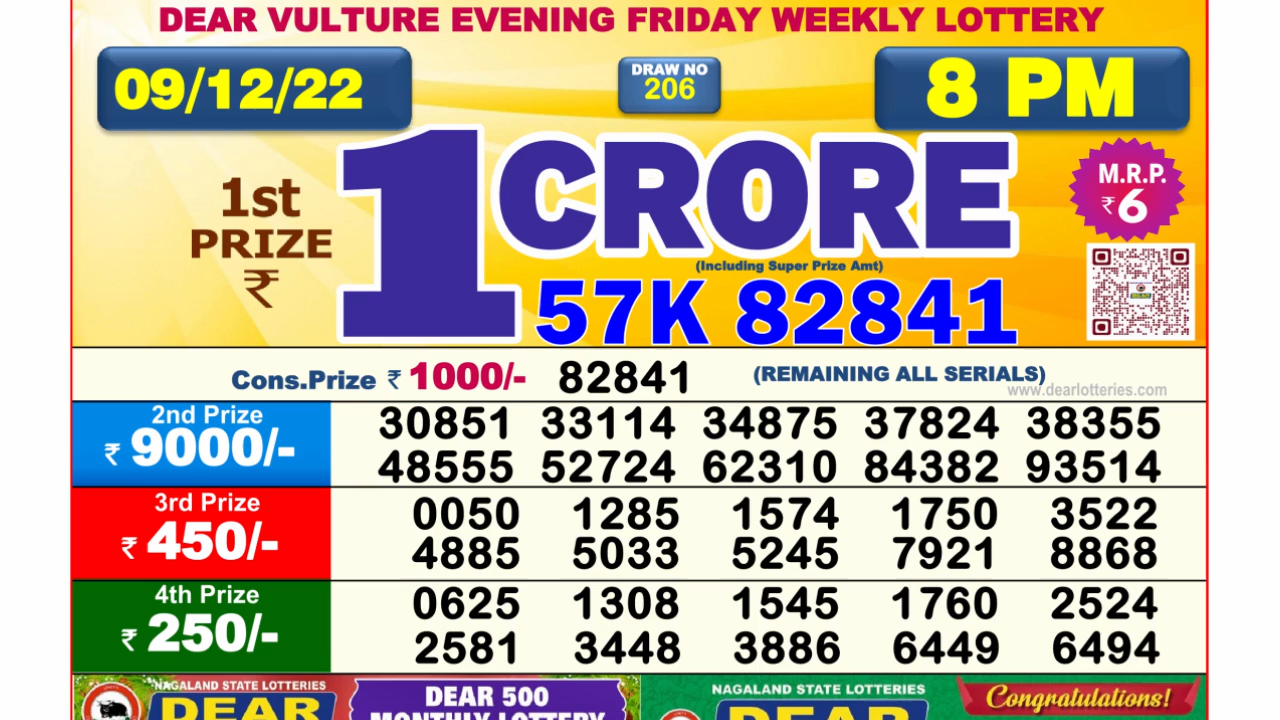 DEAR VULTURE EVENING FRIDAY WEEKLY LOTTERY
09/12/22
DRAW NO
206
8 PM
1st
PRIZE
₹
1 CRORE
(Including Super Prize Amt)
57K 82841
M.R.P.
₹6
Cons.Prize ₹ 1000/- 82841 (REMAINING ALL SERIALS)
www.dearlotteries.com
2nd Prize
₹ 9000/-
30851 33114 34875 37824 38355
48555 52724 62310 84382 93514
3rd Prize
₹ 450/-
0050 1285 1574 1750 3522
4885 5033 5245 7921 8868
4th Prize
₹ 250/-
0625 1308 1545 1760 2524
2581 3448 3886 6449 6494
NAGALAND STATE LOTTERIES
DEAR
DEAR 500
MONTHLY LOTTERY
NAGALAND STATE LOTTERIES
DEAR
Congratulations!